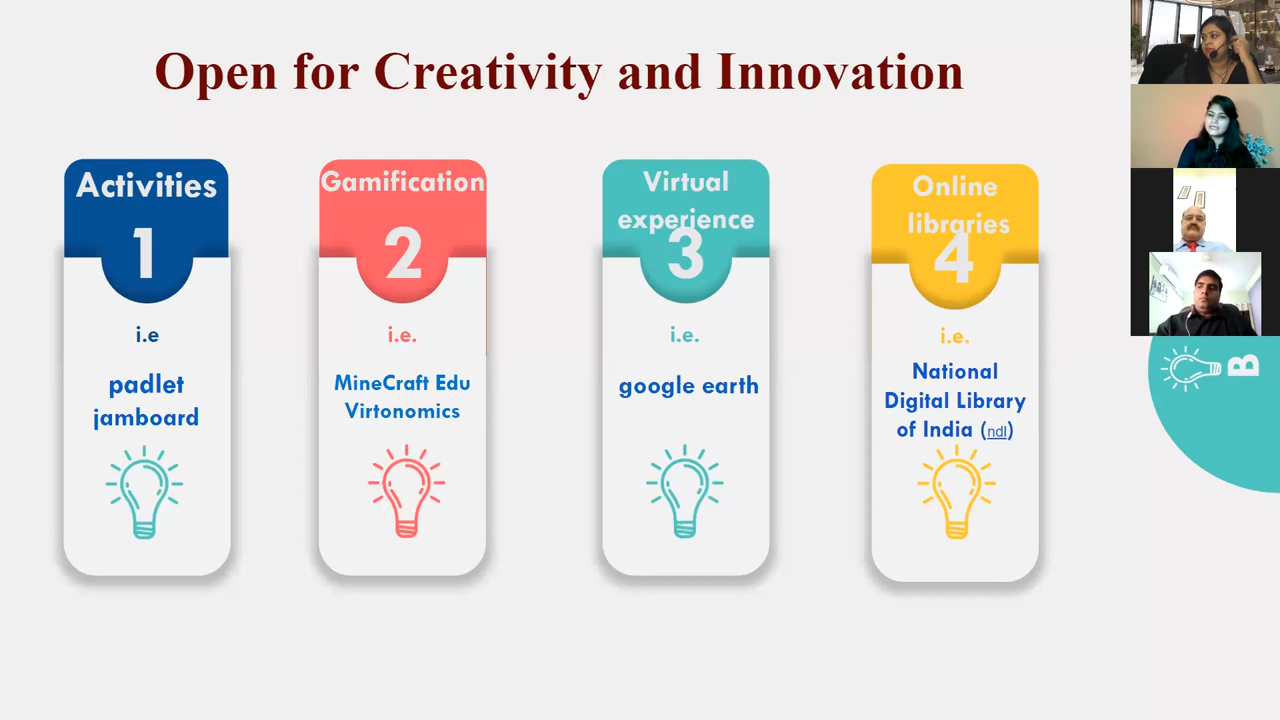 Open for Creativity and Innovation
Activities
1
i.e
padlet
jamboard
Gamification
2
i.e.
MineCraft Edu
Virtonomics
Virtual
experience
3
i.e.
google earth
Online
libraries
4
i.e.
National
Digital Library
of India (ndl)
B